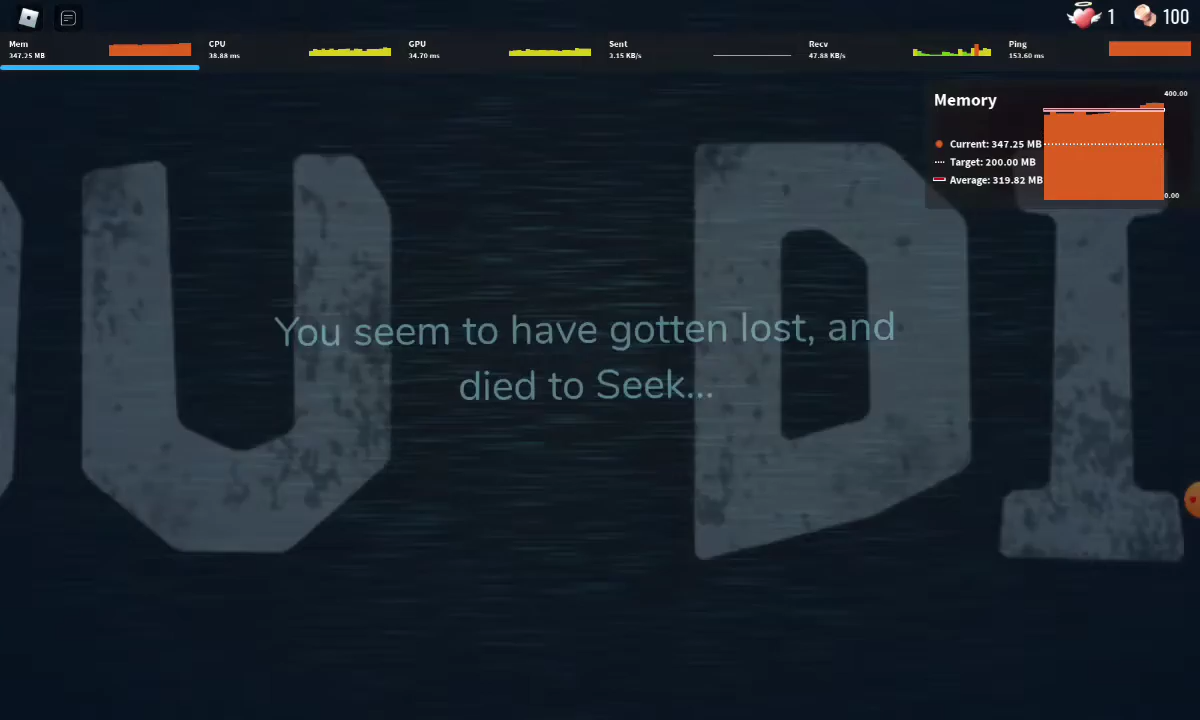 1
100
Mem
347.25 MB
CPU
38.88 ms
GPU
34.70 ms
Sent
3.15 KB/s
Recv
47.88 KB/s
Ping
153.60 ms
Memory
400.00
Current: 347.25 MB
Target: 200.00 MB
Average: 319.82 MB
0.00
U DI
You seem to have gotten lost, and
died to Seek...